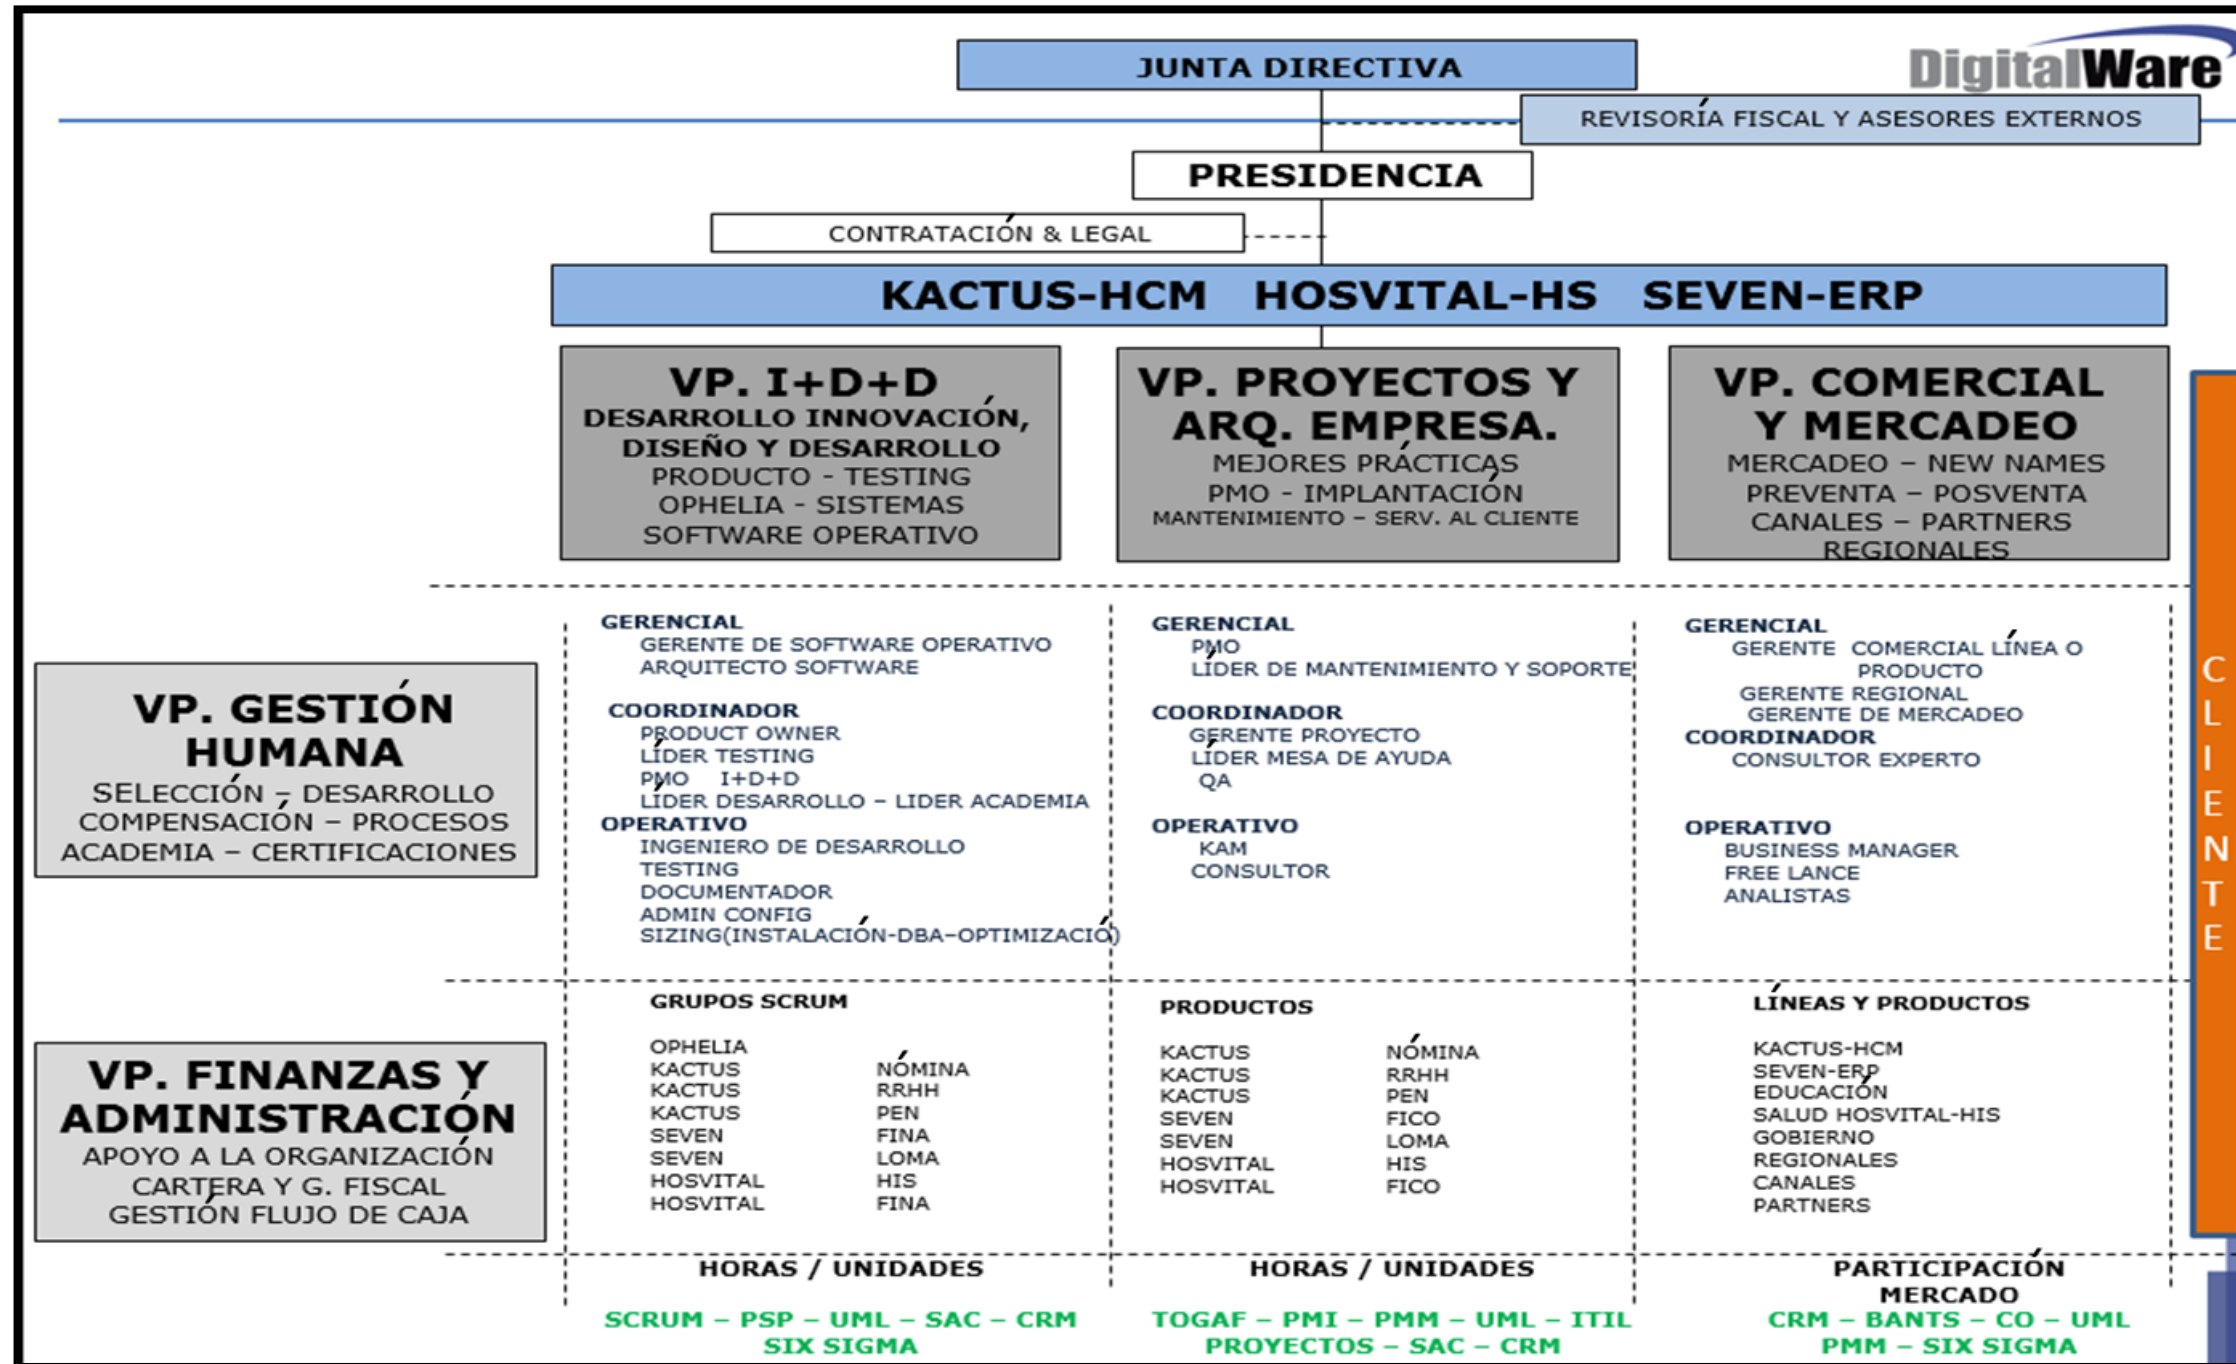 JUNTA DIRECTIVA
DigitalWare
REVISORÍA FISCAL Y ASESORES EXTERNOS
PRESIDENCIA
CONTRATACIÓN & LEGAL
KACTUS-HCM HOSVITAL-HS SEVEN-ERP
VP. I+D+D
DESARROLLO INNOVACIÓN,
DISEÑO Y DESARROLLO
PRODUCTO - TESTING
OPHELIA - SISTEMAS
SOFTWARE OPERATIVO
VP. PROYECTOS Y
ARQ. EMPRESA.
MEJORES PRÁCTICAS
PMO - IMPLANTACIÓN
MANTENIMIENTO – SERV. AL CLIENTE
VP. COMERCIAL
Y MERCADEO
MERCADEO – NEW NAMES
PREVENTA – POSVENTA
CANALES – PARTNERS
REGIONALES
VP. GESTIÓN
HUMANA
SELECCIÓN – DESARROLLO
COMPENSACIÓN – PROCESOS
ACADEMIA – CERTIFICACIONES
GERENCIAL
GERENTE DE SOFTWARE OPERATIVO
ARQUITECTO SOFTWARE
COORDINADOR
PRODUCT OWNER
LÍDER TESTING
PMO I+D+D
LÍDER DESARROLLO – LIDER ACADEMIA
OPERATIVO
INGENIERO DE DESARROLLO
TESTING
DOCUMENTADOR
ADMIN CONFIG
SIZING(INSTALACIÓN-DBA–OPTIMIZACIÓ)
GERENCIAL
PMO
LÍDER DE MANTENIMIENTO Y SOPORTE
COORDINADOR
GERENTE PROYECTO
LÍDER MESA DE AYUDA
QA
OPERATIVO
KAM
CONSULTOR
GERENCIAL
GERENTE COMERCIAL LÍNEA O
PRODUCTO
GERENTE REGIONAL
GERENTE DE MERCADEO
COORDINADOR
CONSULTOR EXPERTO
OPERATIVO
BUSINESS MANAGER
FREE LANCE
ANALISTAS
CLIENTE
VP. FINANZAS Y
ADMINISTRACIÓN
APOYO A LA ORGANIZACIÓN
CARTERA Y G. FISCAL
GESTIÓN FLUJO DE CAJA
GRUPOS SCRUM
OPHELIA
KACTUS NÓMINA
KACTUS RRHH
KACTUS PEN
SEVEN FINA
SEVEN LOMA
HOSVITAL HIS
HOSVITAL FINA
PRODUCTOS
KACTUS NÓMINA
KACTUS RRHH
KACTUS PEN
SEVEN FICO
SEVEN LOMA
HOSVITAL HIS
HOSVITAL FICO
LÍNEAS Y PRODUCTOS
KACTUS-HCM
SEVEN-ERP
EDUCACIÓN
SALUD HOSVITAL-HIS
GOBIERNO
REGIONALES
CANALES
PARTNERS
HORAS / UNIDADES
SCRUM – PSP – UML – SAC – CRM
SIX SIGMA
HORAS / UNIDADES
TOGAF – PMI – PMM – UML – ITIL
PROYECTOS – SAC – CRM
PARTICIPACIÓN
MERCADO
CRM – BANTS – CO – UML
PMM – SIX SIGMA